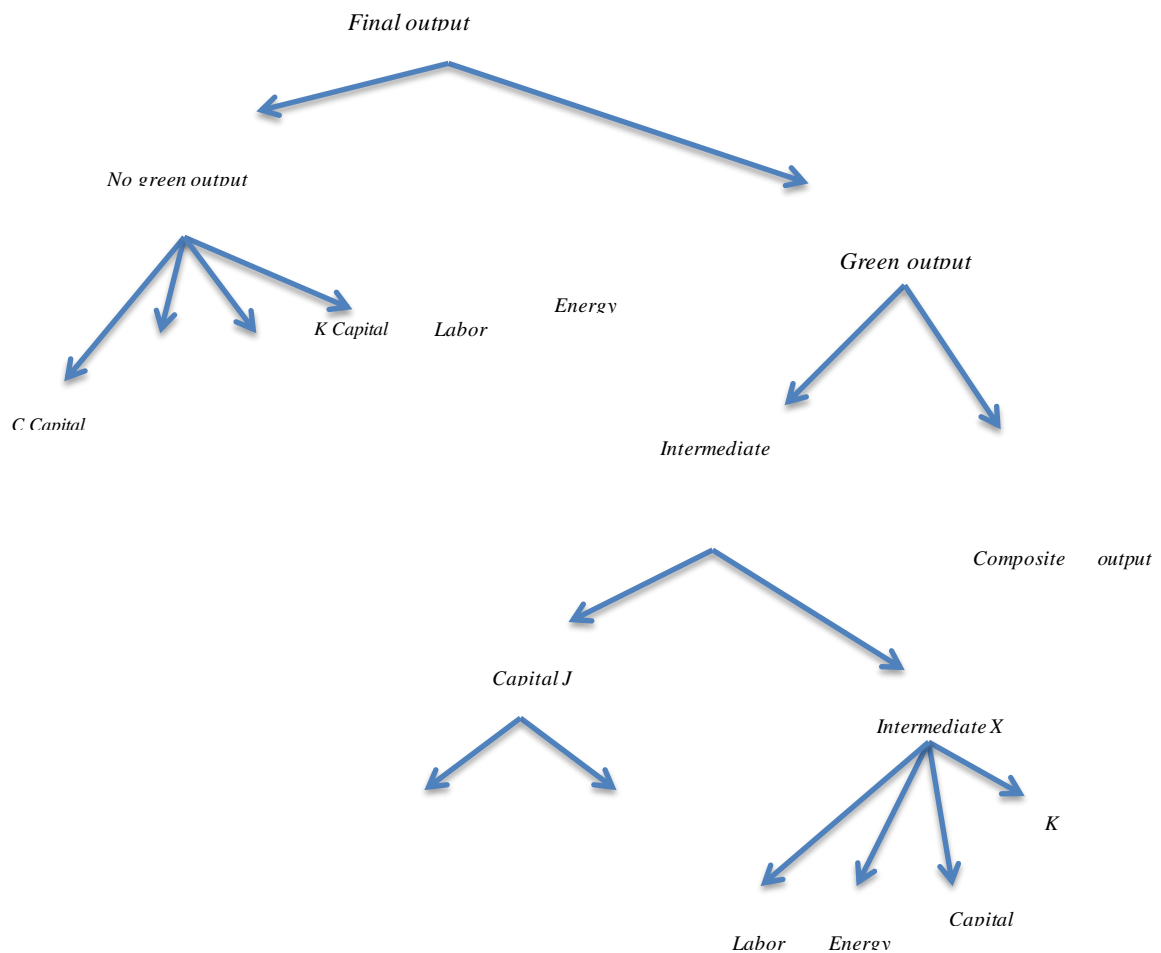 Final output
No green output
Green output
Energy
K Capital Labor
C Capital
Intermediate
Composite output
Capital J
Intermediate X
K
Capital
Labor Energy